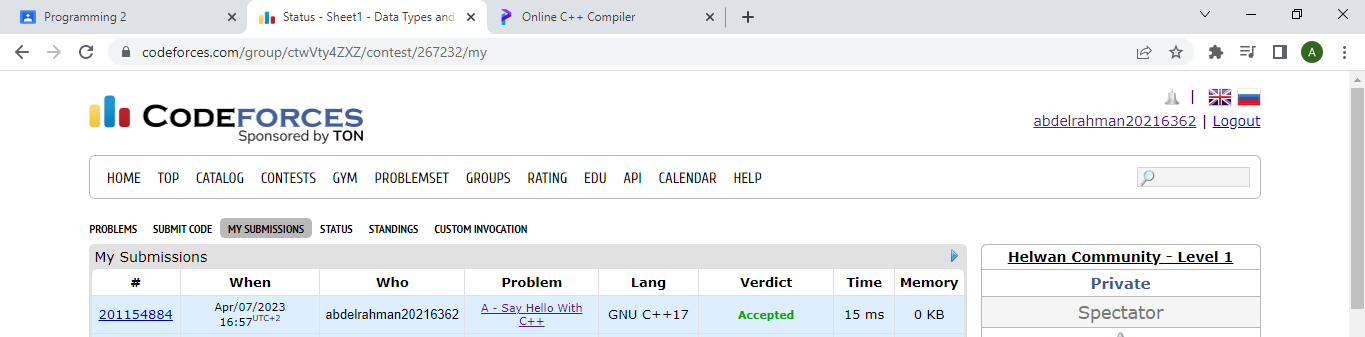 Programming 2
Status - Sheet1 - Data Types and
Online C++ Compiler
codeforces.com/group/ctwVty4ZXZ/contest/267232/my
A
CODEFORCES
Sponsored by TON
|
abdelrahman20216362 | Logout
HOME TOP CATALOG CONTESTS GYM PROBLEMSET GROUPS RATING EDU API CALENDAR HELP
PROBLEMS SUBMIT CODE MY SUBMISSIONS STATUS STANDINGS CUSTOM INVOCATION
My Submissions
# When Who Problem Lang Verdict Time Memory
201154884 Apr/07/2023 16:57UTC+2 abdelrahman20216362 A - Say Hello With C++ GNU C++17 Accepted 15 ms 0 KB
Helwan Community - Level 1
Private
Spectator